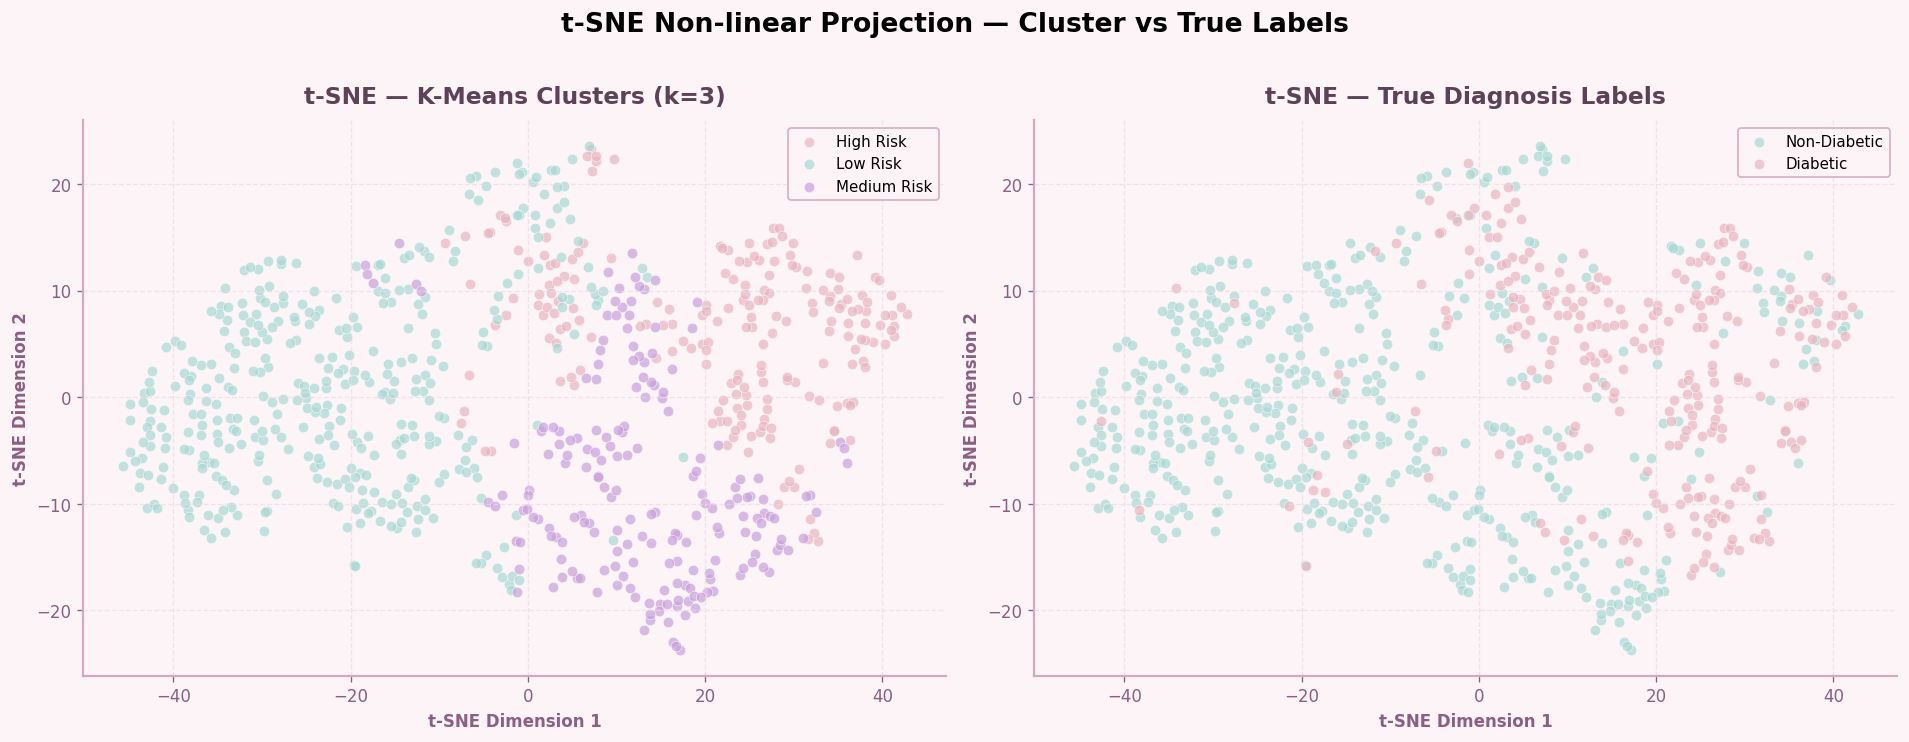 t-SNE Non-linear Projection — Cluster vs True Labels
t-SNE — K-Means Clusters (k=3)
High Risk
Low Risk
Medium Risk
20
10
0
−10
−20
t-SNE Dimension 2
−40
−20
0
20
40
t-SNE Dimension 1
t-SNE — True Diagnosis Labels
Non-Diabetic
Diabetic
20
10
0
−10
−20
t-SNE Dimension 2
−40
−20
0
20
40
t-SNE Dimension 1